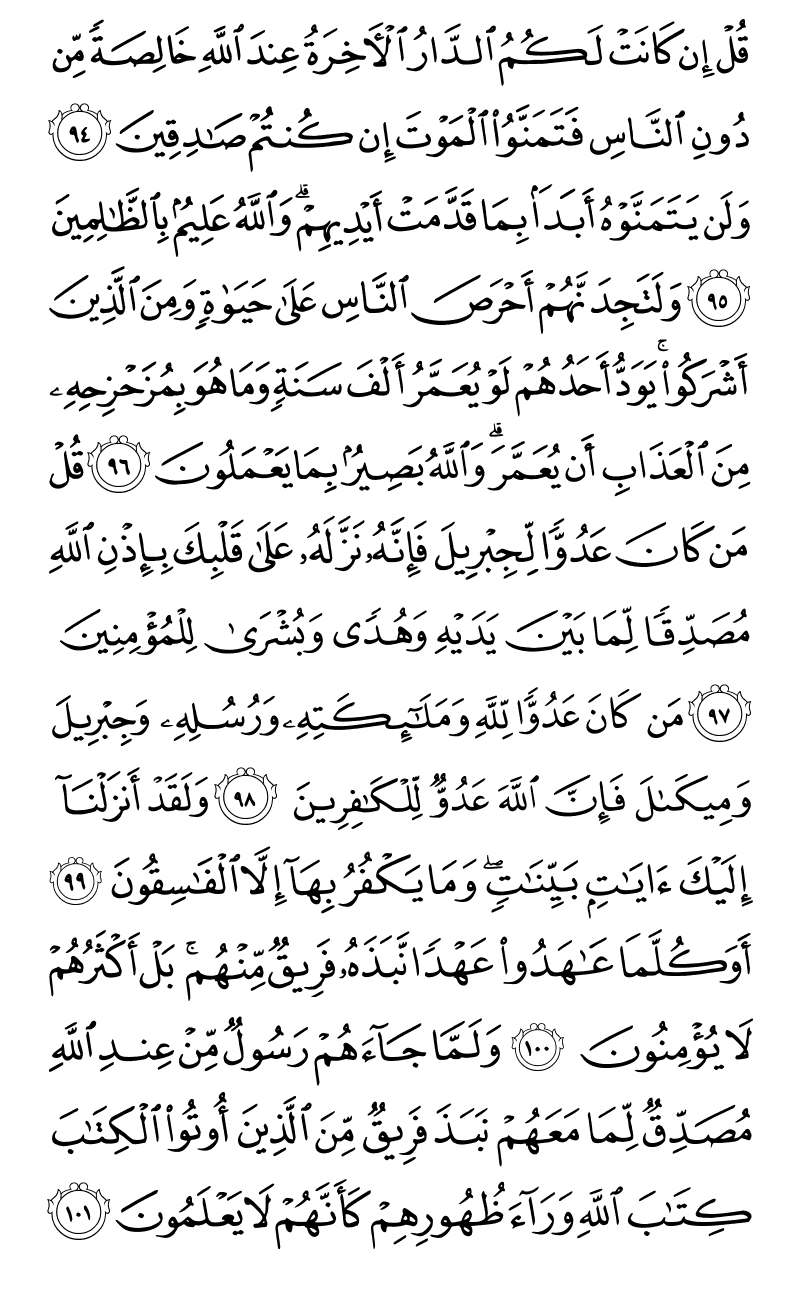 قُلۡ إِن كَانَتۡ لَكُمُ ٱلدَّارُ ٱلۡأٓخِرَةُ عِندَ ٱللَّهِ خَالِصَةٗ مِّن
دُونِ ٱلنَّاسِ فَتَمَنَّوُاْ ٱلۡمَوۡتَ إِن كُنتُمۡ صَٰدِقِينَ ٩٤
وَلَن يَتَمَنَّوۡهُ أَبَدَۢا بِمَا قَدَّمَتۡ أَيۡدِيهِمۡۚ وَٱللَّهُ عَلِيمُۢ بِٱلظَّٰلِمِينَ
٩٥ وَلَتَجِدَنَّهُمۡ أَحۡرَصَ ٱلنَّاسِ عَلَىٰ حَيَوٰةٖ وَمِنَ ٱلَّذِينَ
أَشۡرَكُواْۚ يَوَدُّ أَحَدُهُمۡ لَوۡ يُعَمَّرُ أَلۡفَ سَنَةٖ وَمَا هُوَ بِمُزَحۡزِحِهِۦ
مِنَ ٱلۡعَذَابِ أَن يُعَمَّرَۗ وَٱللَّهُ بَصِيرُۢ بِمَا يَعۡمَلُونَ ٩٦ قُلۡ
مَن كَانَ عَدُوّٗا لِّجِبۡرِيلَ فَإِنَّهُۥ نَزَّلَهُۥ عَلَىٰ قَلۡبِكَ بِإِذۡنِ ٱللَّهِ
مُصَدِّقٗا لِّمَا بَيۡنَ يَدَيۡهِ وَهُدٗى وَبُشۡرَىٰ لِلۡمُؤۡمِنِينَ
٩٧ مَن كَانَ عَدُوّٗا لِّلَّهِ وَمَلَٰٓئِكَتِهِۦ وَرُسُلِهِۦ وَجِبۡرِيلَ
وَمِيكَىٰلَ فَإِنَّ ٱللَّهَ عَدُوّٞ لِّلۡكَٰفِرِينَ ٩٨ وَلَقَدۡ أَنزَلۡنَآ
إِلَيۡكَ ءَايَٰتِۭ بَيِّنَٰتٖۖ وَمَا يَكۡفُرُ بِهَآ إِلَّا ٱلۡفَٰسِقُونَ ٩٩
أَوَكُلَّمَا عَٰهَدُواْ عَهۡدٗا نَّبَذَهُۥ فَرِيقٞ مِّنۡهُمۚ بَلۡ أَكۡثَرُهُمۡ
لَا يُؤۡمِنُونَ ١٠٠ وَلَمَّا جَآءَهُمۡ رَسُولٞ مِّنۡ عِندِ ٱللَّهِ
مُصَدِّقٞ لِّمَا مَعَهُمۡ نَبَذَ فَرِيقٞ مِّنَ ٱلَّذِينَ أُوتُواْ ٱلۡكِتَٰبَ
كِتَٰبَ ٱللَّهِ وَرَآءَ ظُهُورِهِمۡ كَأَنَّهُمۡ لَا يَعۡلَمُونَ ١٠١